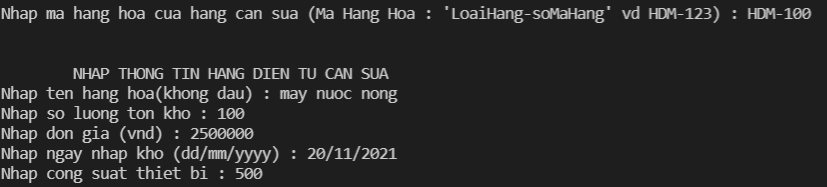 Nhap ma hang hoa cua hang can sua (Ma Hang Hoa : 'LoaiHang-soMaHang' vd HDM-123) : HDM-100
NHAP THONG TIN HANG DIEN TU CAN SUA
Nhap ten hang hoa(khong dau) : may nuoc nong
Nhap so luong ton kho : 100
Nhap don gia (vnd) : 2500000
Nhap ngay nhap kho (dd/mm/yyyy) : 20/11/2021
Nhap cong suat thiet bi : 500